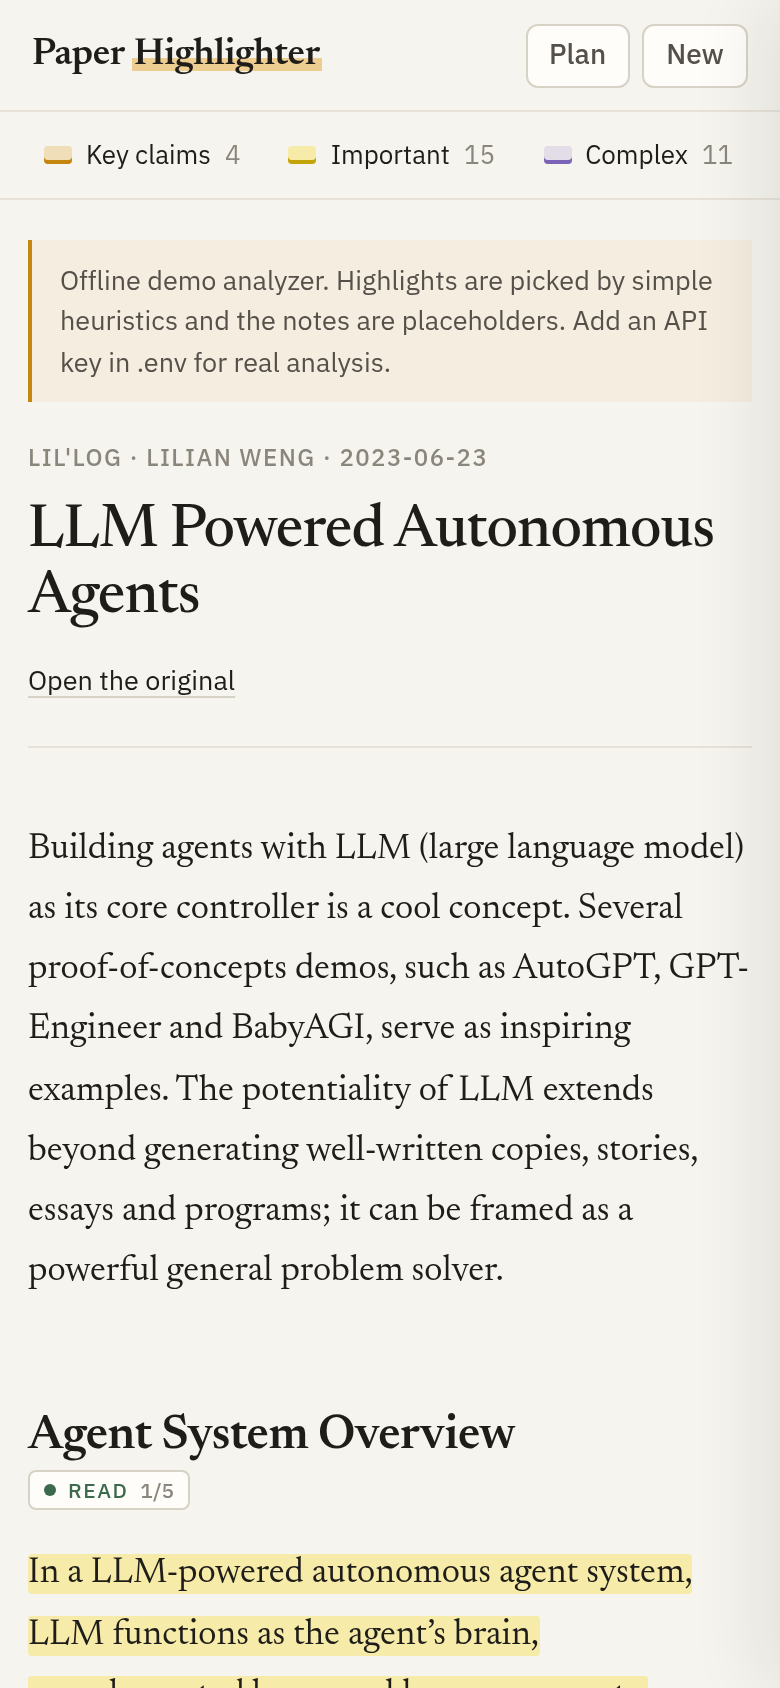 Paper Highlighter
Plan
New
Key claims 4
Important 15
Complex 11
Offline demo analyzer. Highlights are picked by simple
heuristics and the notes are placeholders. Add an API
key in .env for real analysis.
LIL'LOG · LILIAN WENG · 2023-06-23
LLM Powered Autonomous
Agents
Open the original
Building agents with LLM (large language model)
as its core controller is a cool concept. Several
proof-of-concepts demos, such as AutoGPT, GPT-
Engineer and BabyAGI, serve as inspiring
examples. The potentiality of LLM extends
beyond generating well-written copies, stories,
essays and programs; it can be framed as a
powerful general problem solver.
Agent System Overview
READ 1/5
In a LLM-powered autonomous agent system,
LLM functions as the agent’s brain,